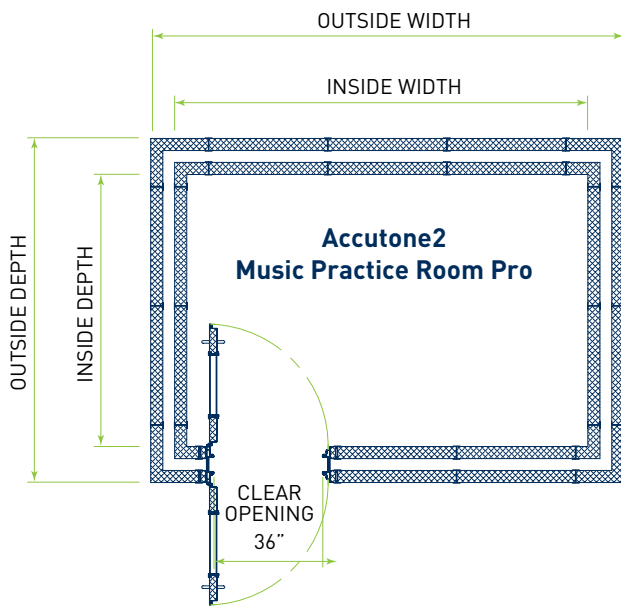 OUTSIDE WIDTH
INSIDE WIDTH
OUTSIDE DEPTH
INSIDE DEPTH
Accutone2
Music Practice Room Pro
CLEAR
OPENING
36”